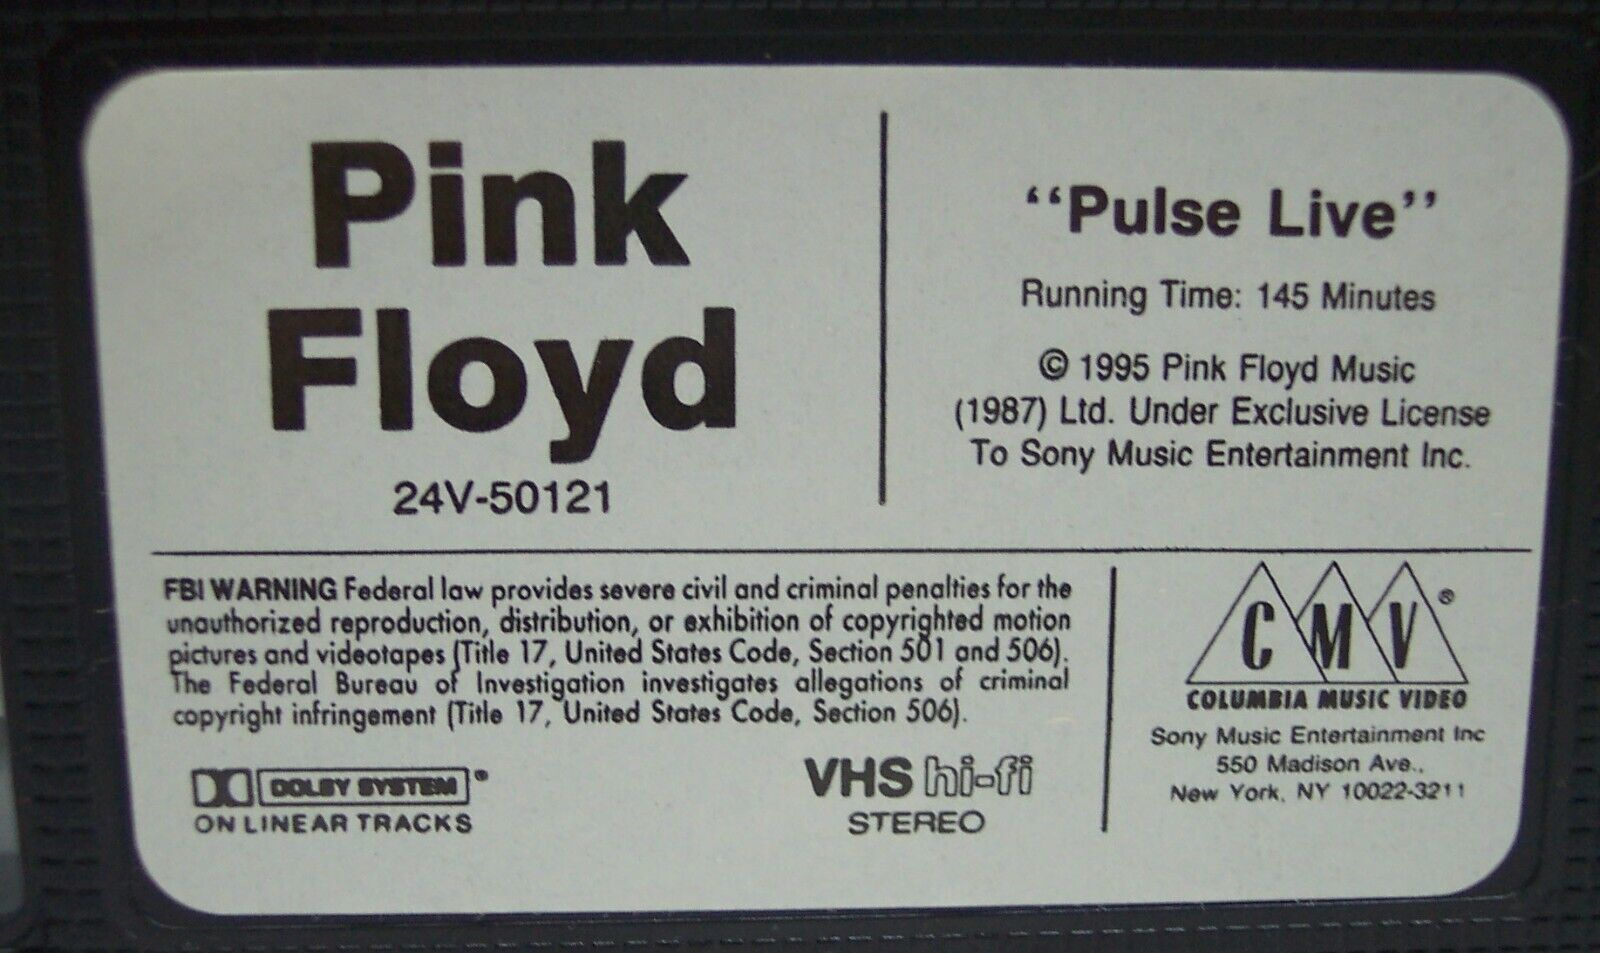 Pink
Floyd
24V-50121
“Pulse Live”
Running Time: 145 Minutes
© 1995 Pink Floyd Music
(1987) Ltd. Under Exclusive License
To Sony Music Entertainment Inc.
FBI WARNING Federal law provides severe civil and criminal penalties for the
unauthorized reproduction, distribution, or exhibition of copyrighted motion
pictures and videotapes (Title 17, United States Code, Section 501 and 506).
The Federal Bureau of Investigation investigates allegations of criminal
copyright infringement (Title 17, United States Code, Section 506).
DOLBY SYSTEM®
ON LINEAR TRACKS
VHS hi-fi
STEREO
CMV®
COLUMBIA MUSIC VIDEO
Sony Music Entertainment Inc
550 Madison Ave.,
New York, NY 10022-3211